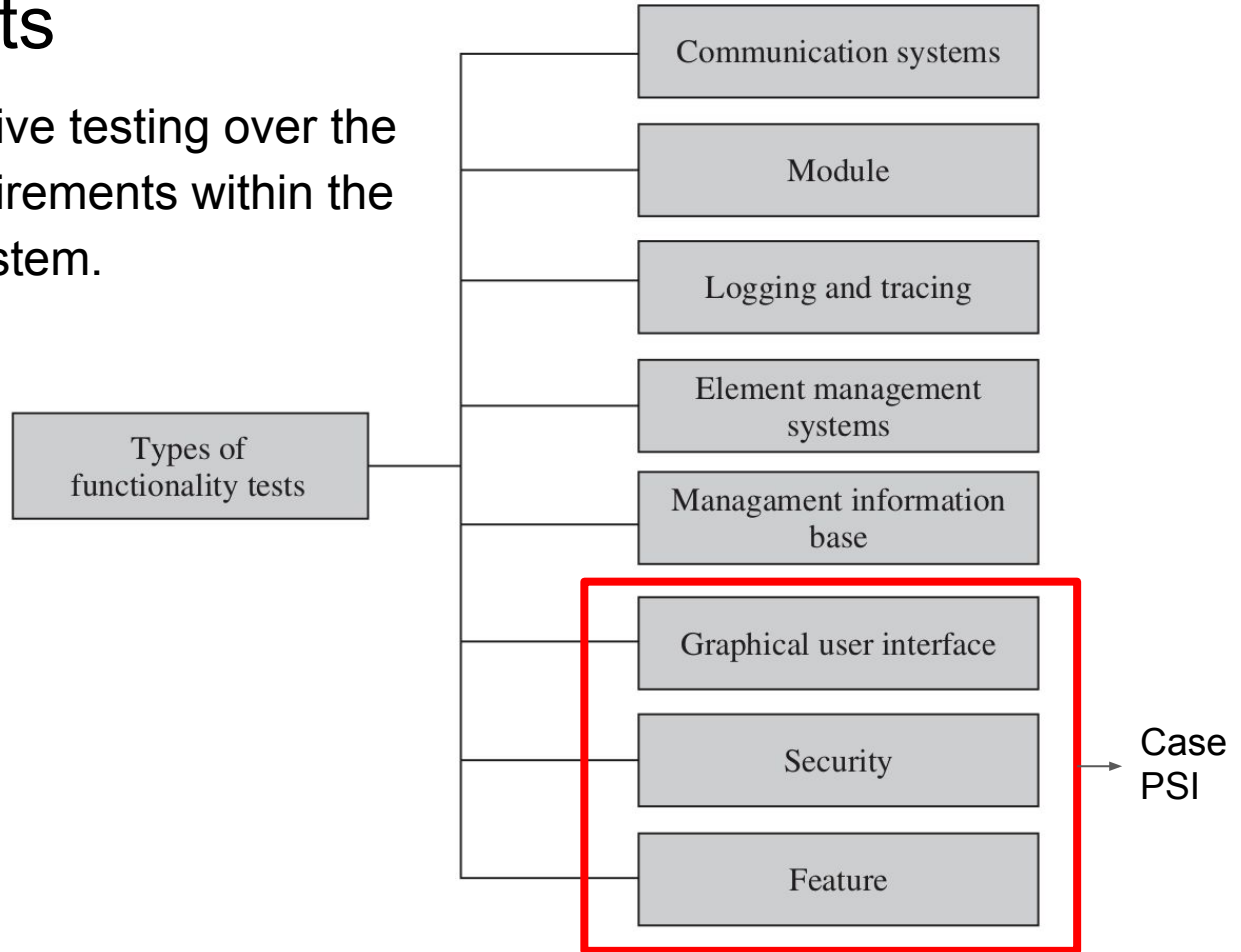 ts
ive testing over the
irements within the
stem.
Types of
functionality tests
Communication systems
Module
Logging and tracing
Element management
systems
Managament information
base
Graphical user interface
Security
Feature
Case
PSI